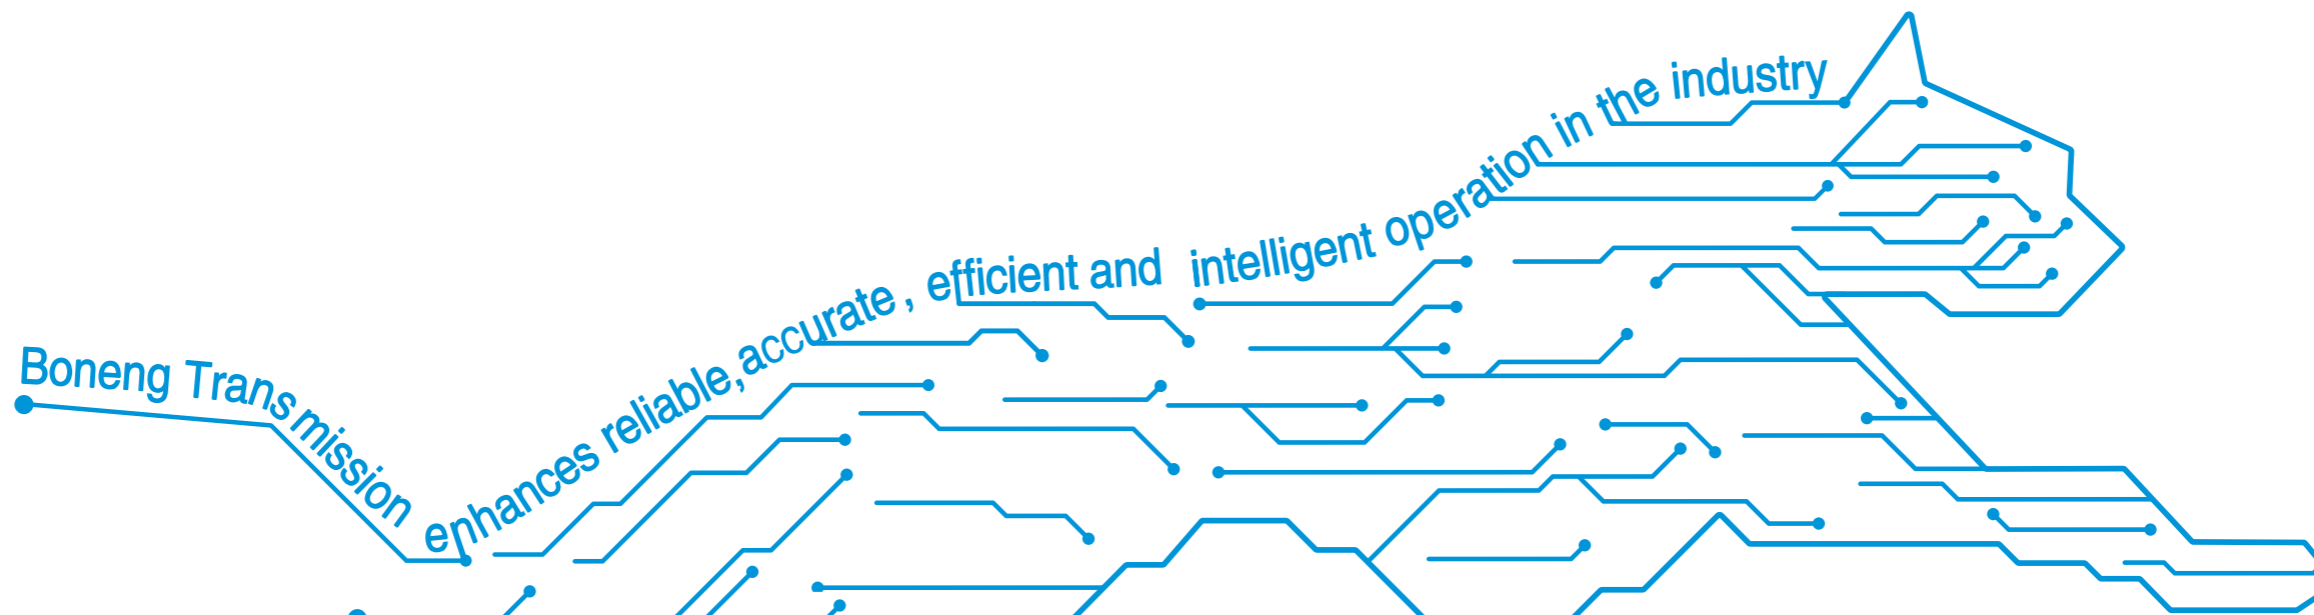 Boneng Transmission enhances reliable, accurate, efficient and intelligent operation in the industry